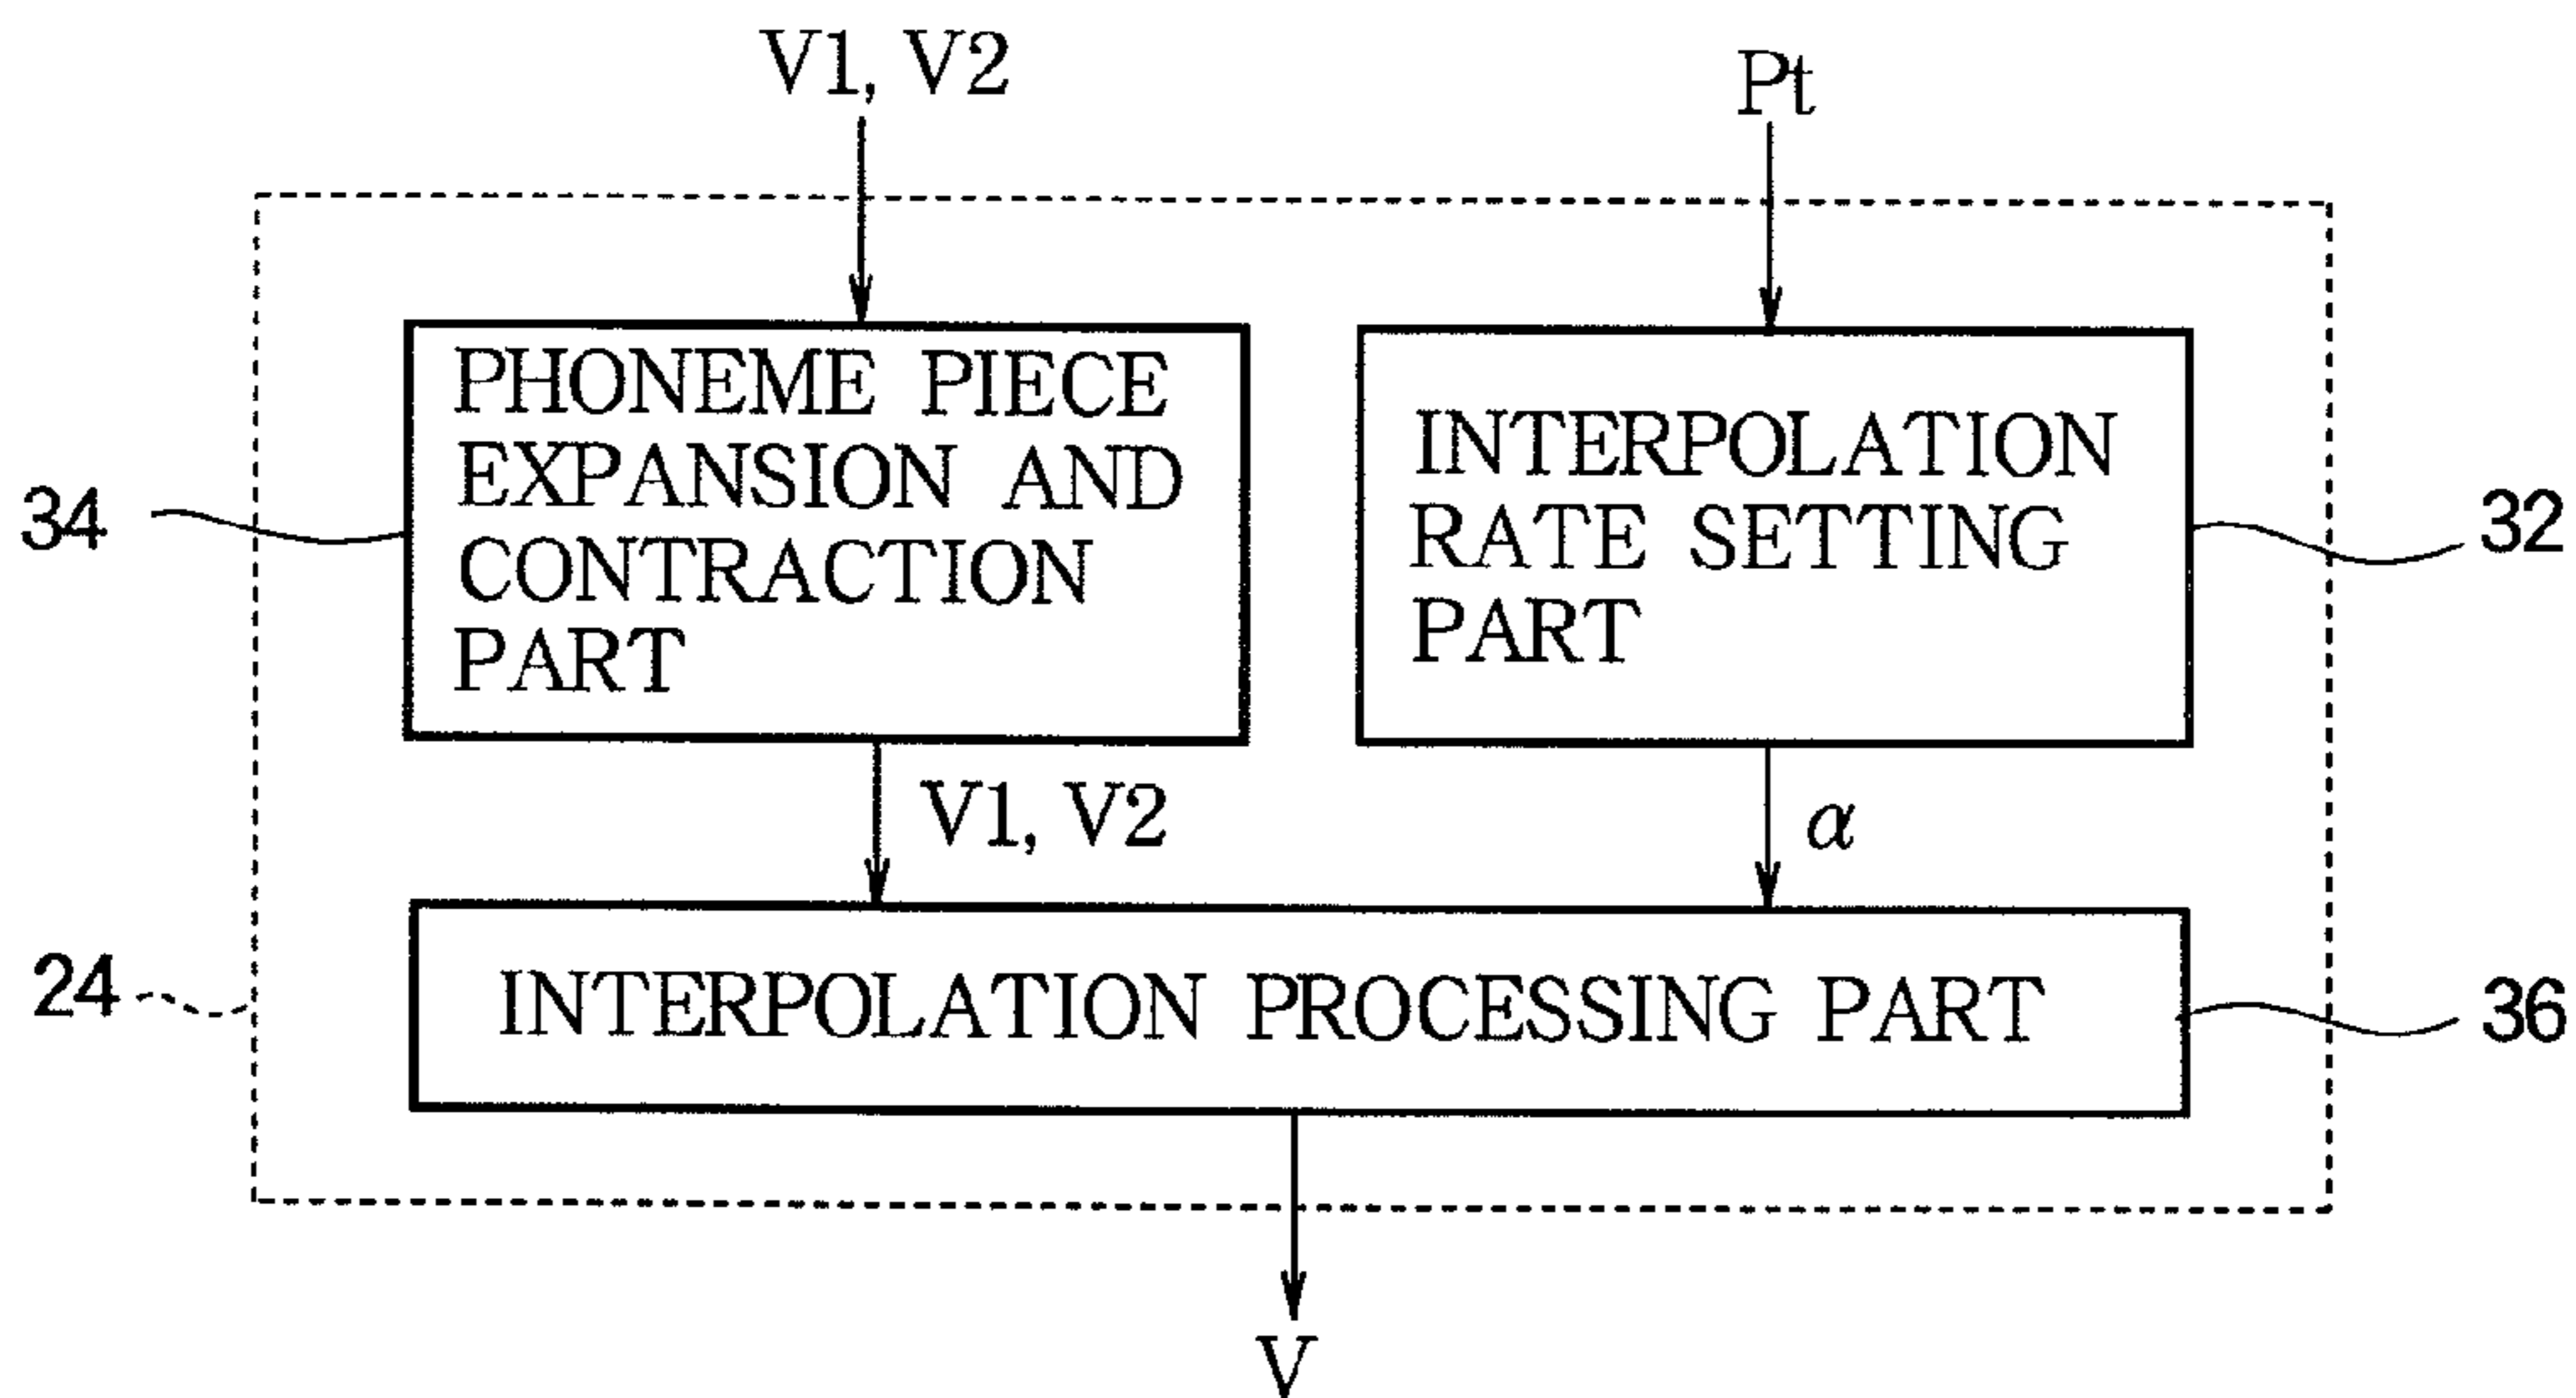 V1, V2
Pt
PHONEME PIECE
EXPANSION AND
CONTRACTION
PART
34
INTERPOLATION
RATE SETTING
PART
32
V1, V2
α
INTERPOLATION PROCESSING PART
24
36
V